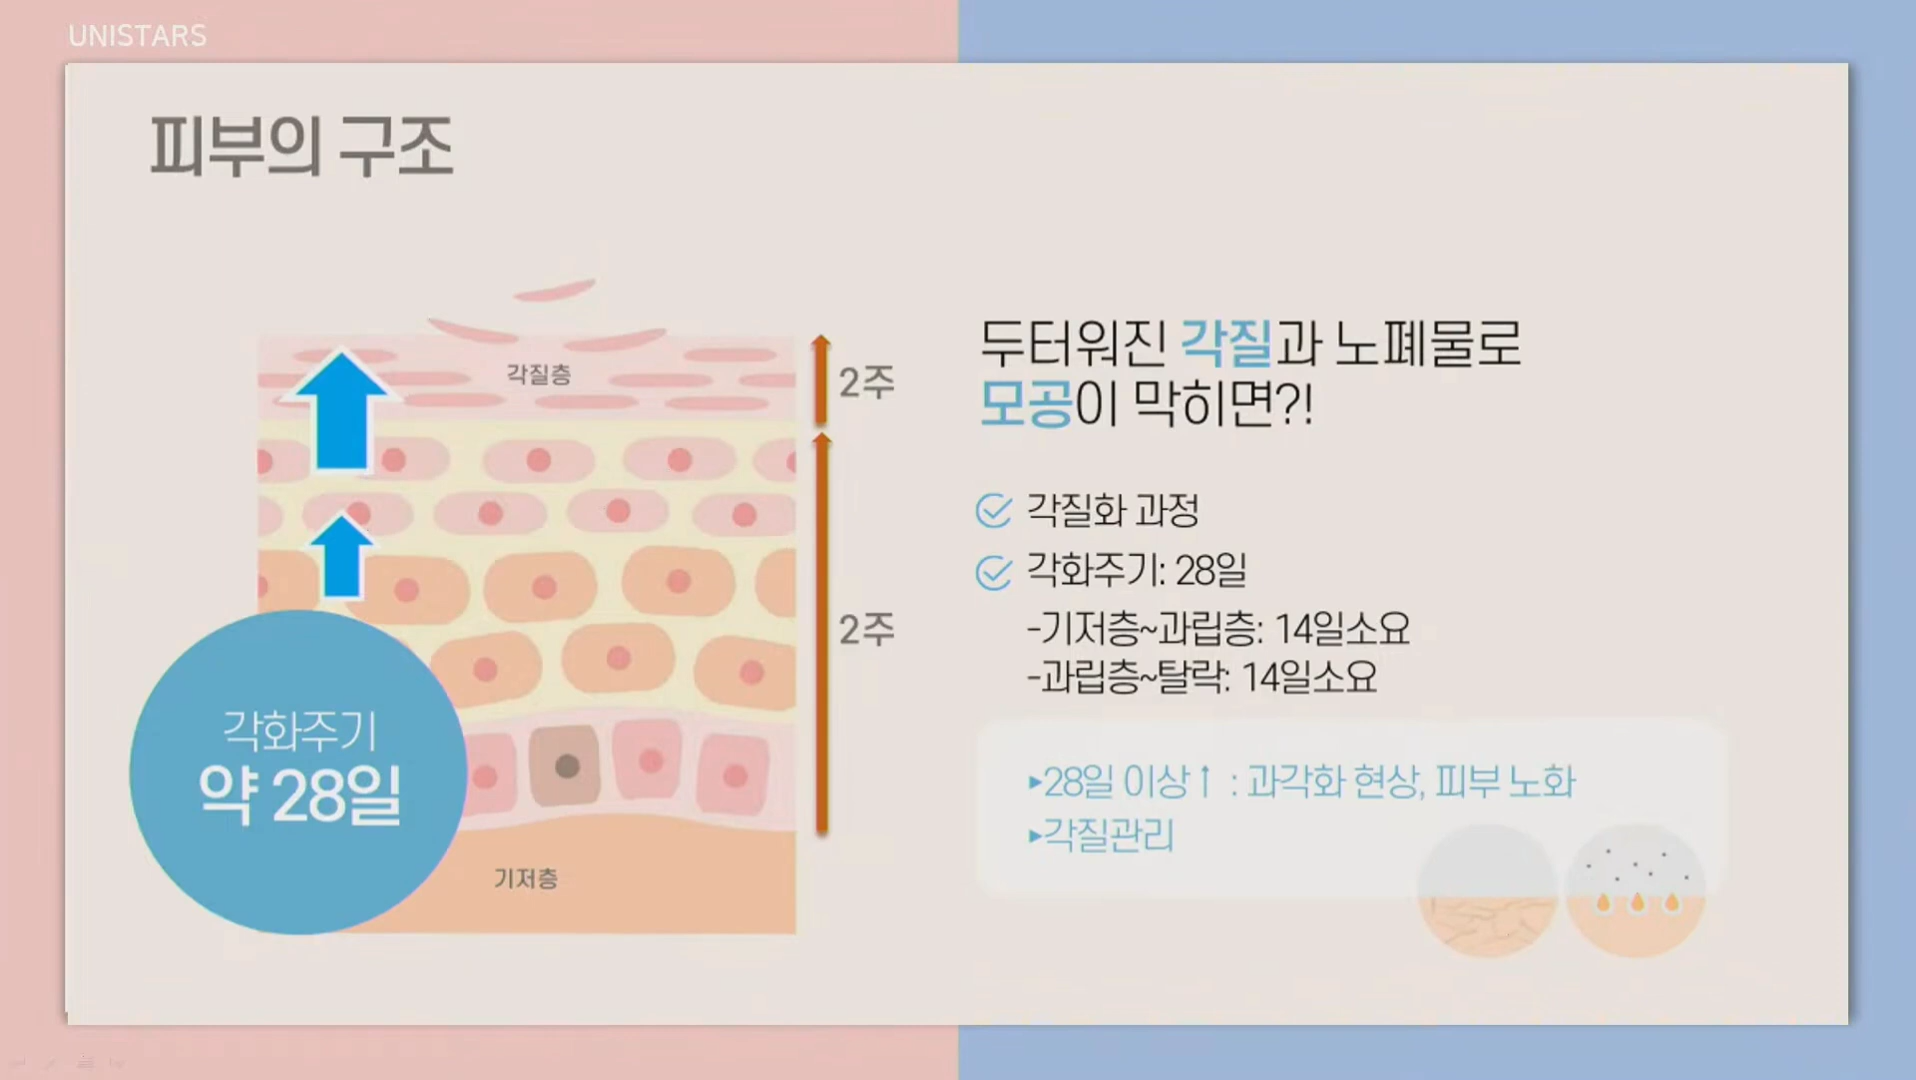 UNISTARS
피부의 구조
각질층
2주
2주
각화주기
약 28일
기저층
두터워진 각질과 노폐물로
모공이 막히면?!
각질화 과정
각화주기: 28일
-기저층~과립층: 14일소요
-과립층~탈락: 14일소요
▸28일 이상↑ : 과각화 현상, 피부 노화
▸각질관리